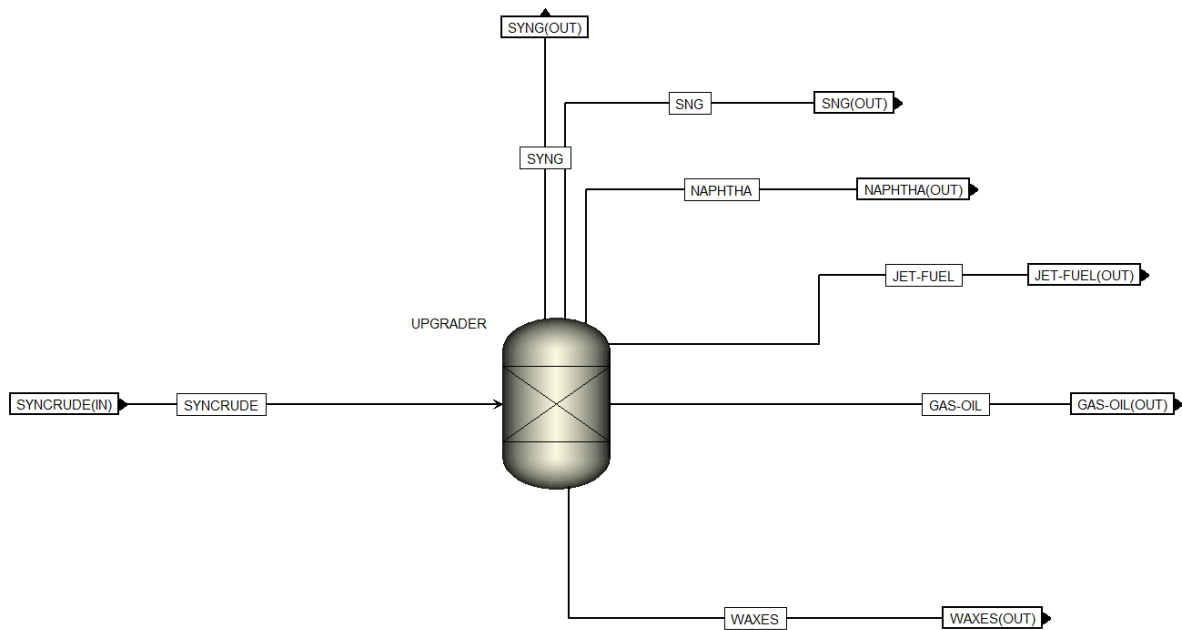 SYNG(OUT)
SNG
SNG(OUT)
SYNG
NAPHTHA
NAPHTHA(OUT)
JET-FUEL
JET-FUEL(OUT)
UPGRADER
SYNCRUDE(IN)
SYNCRUDE
GAS-OIL
GAS-OIL(OUT)
WAXES
WAXES(OUT)